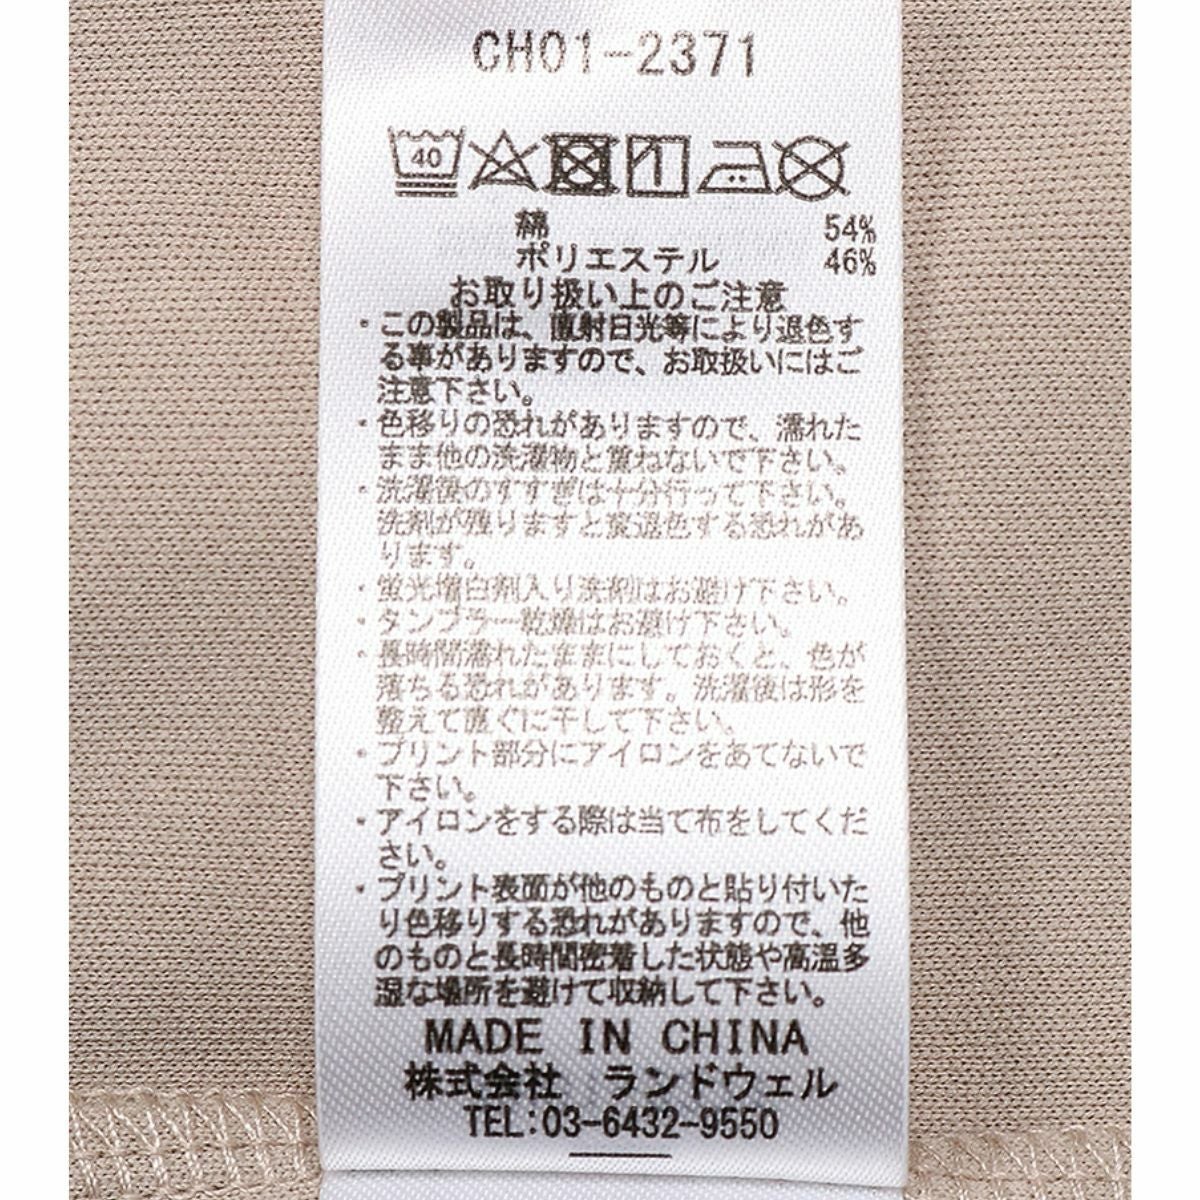 CH01-2371
40
綿 54%
ポリエステル 46%
お取り扱い上のご注意
・この製品は、直射日光等により退色す
る事がありますので、お取扱いにはご
注意下さい。
・色移りの恐れがありますので、濡れた
まま他の洗濯物と重ねないで下さい。
・洗濯後のすすぎは十分行って下さい。
洗剤が残りますと変退色する恐れがあ
ります。
・蛍光増白剤入り洗剤はお避け下さい。
・タンブラー乾燥はお避け下さい。
・長時間濡れたままにしておくと、色が
落ちる恐れがあります。洗濯後は形を
整えて直ぐに干して下さい。
・プリント部分にアイロンをあてないで
下さい。
・アイロンをする際は当て布をしてくだ
さい。
・プリント表面が他のものと貼り付いた
り色移りする恐れがありますので、他
のものと長時間密着した状態や高温多
湿な場所を避けて収納して下さい。
MADE IN CHINA
株式会社 ランドウェル
TEL:03-6432-9550